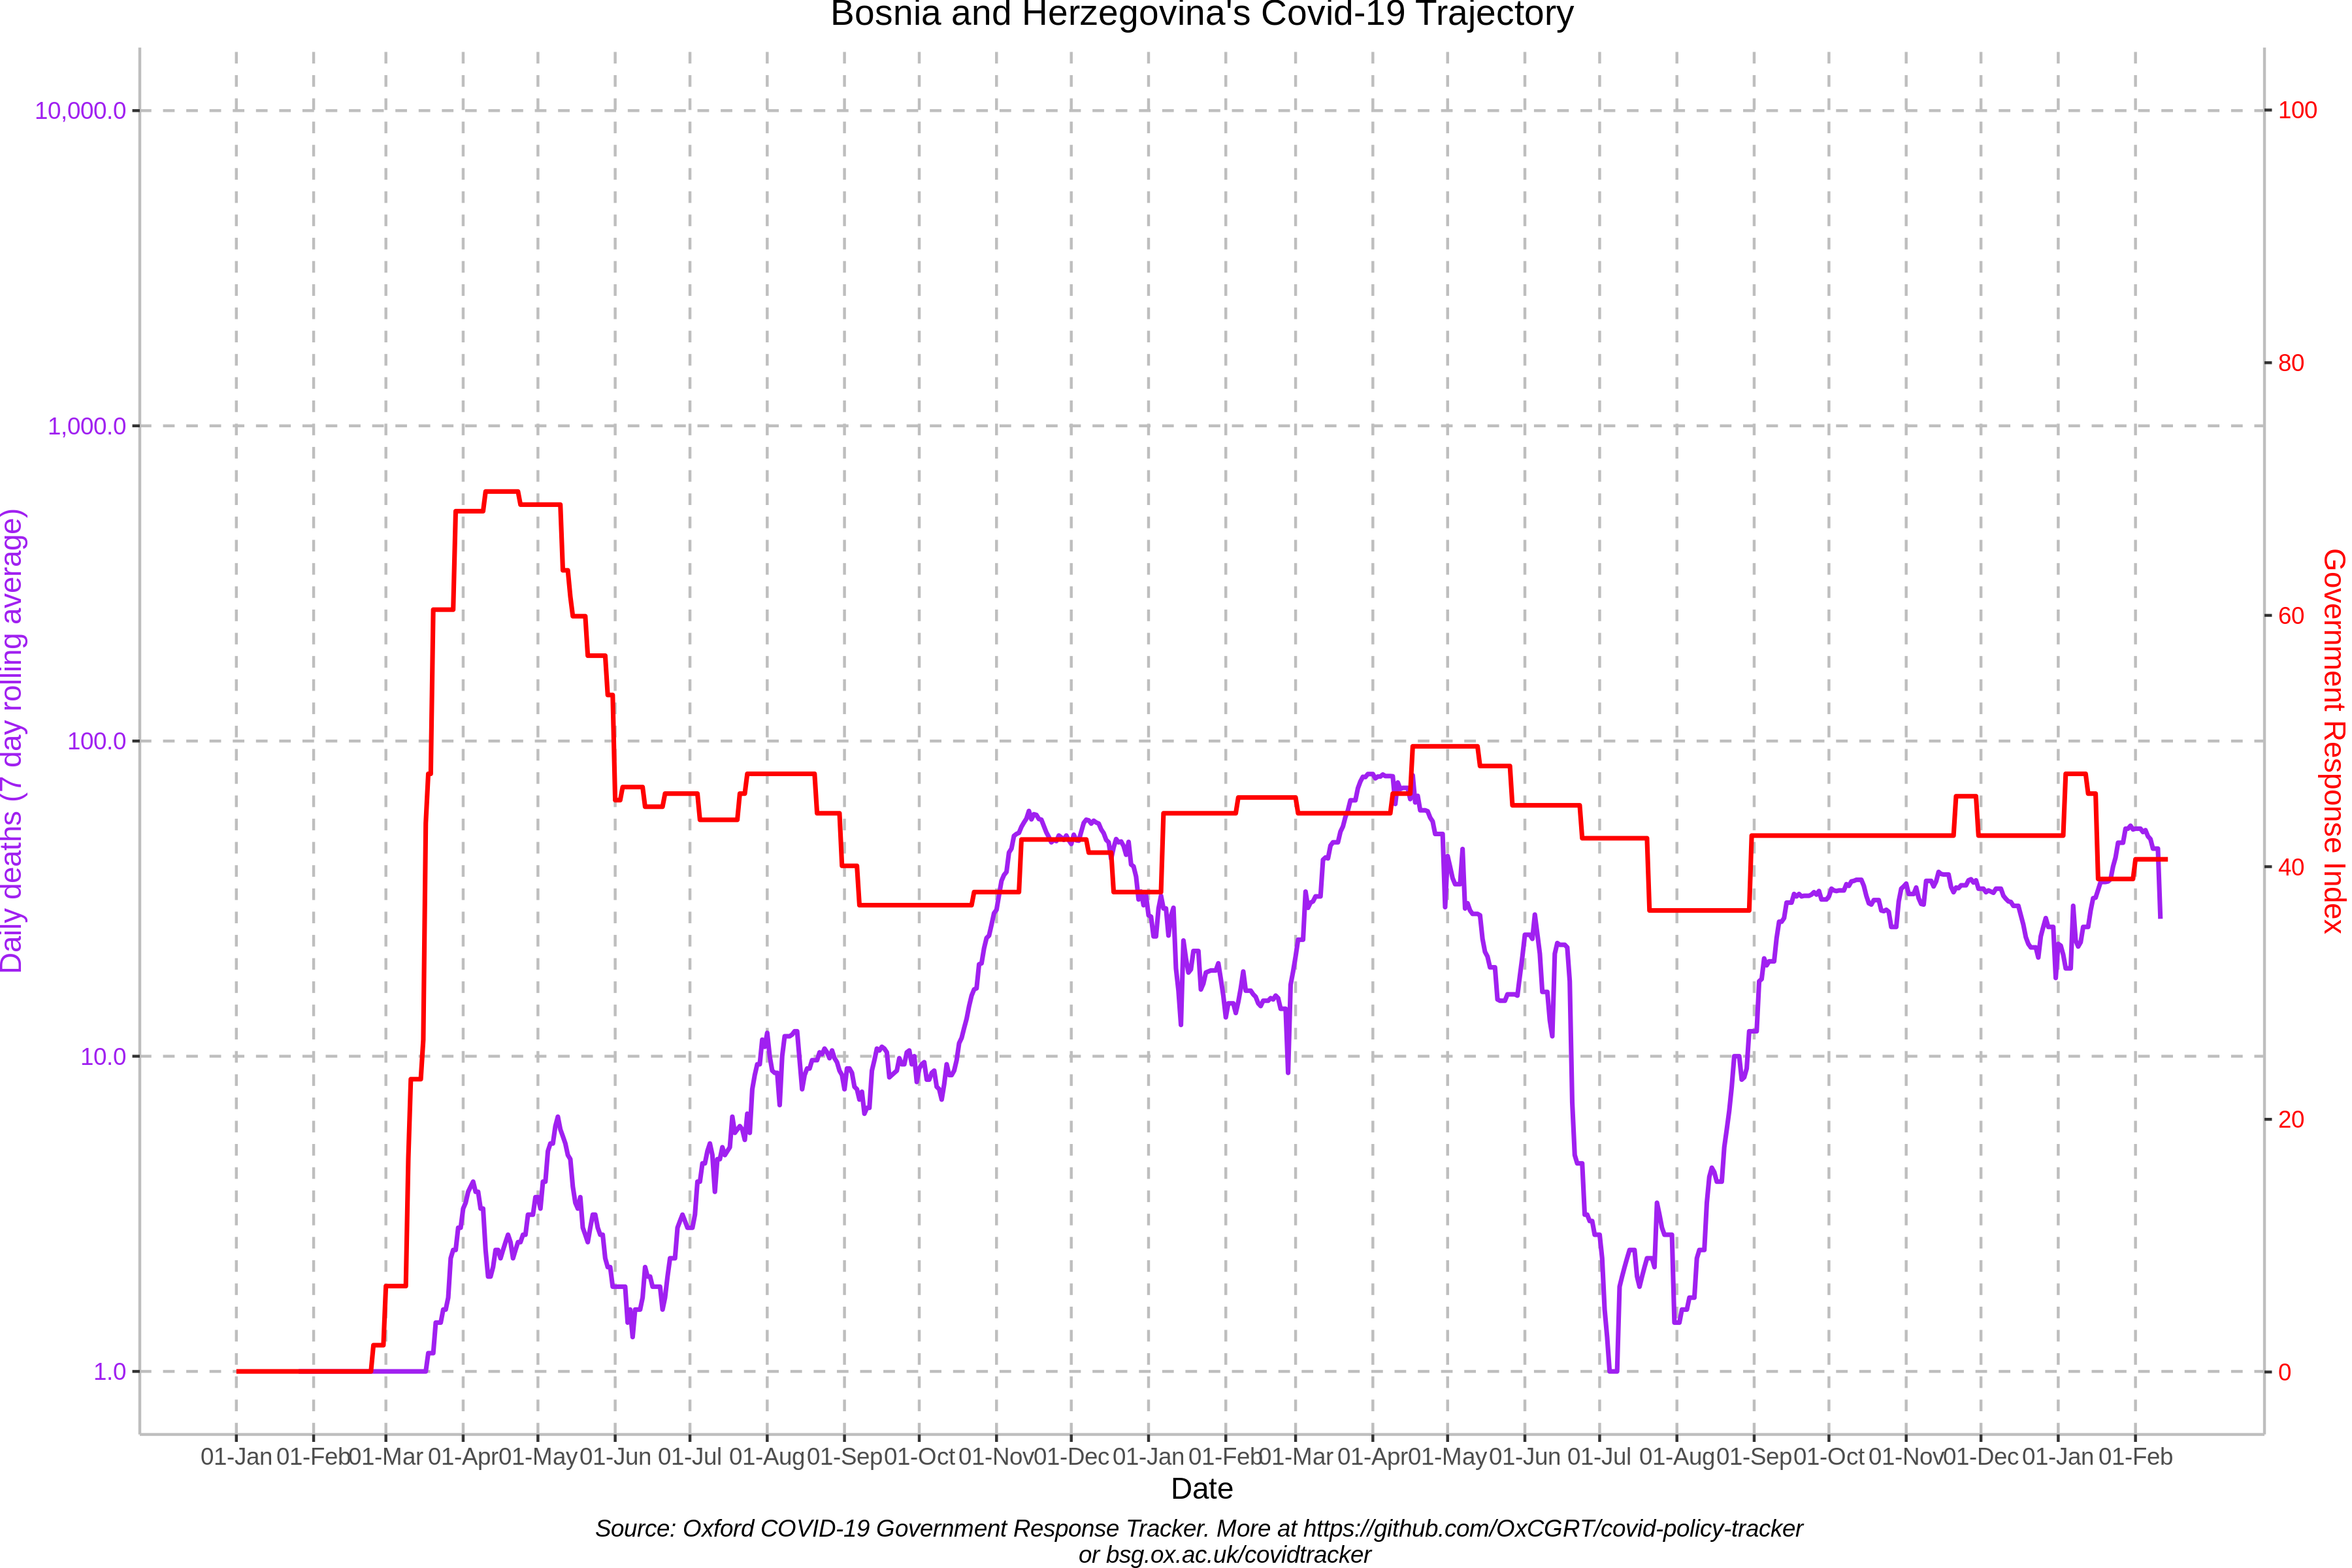 Bosnia and Herzegovina's Covid-19 Trajectory
10,000.0
1,000.0
100.0
10.0
1.0
Daily deaths (7 day rolling average)
100
80
60
40
20
0
Government Response Index
01-Jan 01-Feb 01-Mar 01-Apr 01-May 01-Jun 01-Jul 01-Aug 01-Sep 01-Oct 01-Nov 01-Dec 01-Jan 01-Feb 01-Mar 01-Apr 01-May 01-Jun 01-Jul 01-Aug 01-Sep 01-Oct 01-Nov 01-Dec 01-Jan 01-Feb
Date
Source: Oxford COVID-19 Government Response Tracker. More at https://github.com/OxCGRT/covid-policy-tracker
or bsg.ox.ac.uk/covidtracker